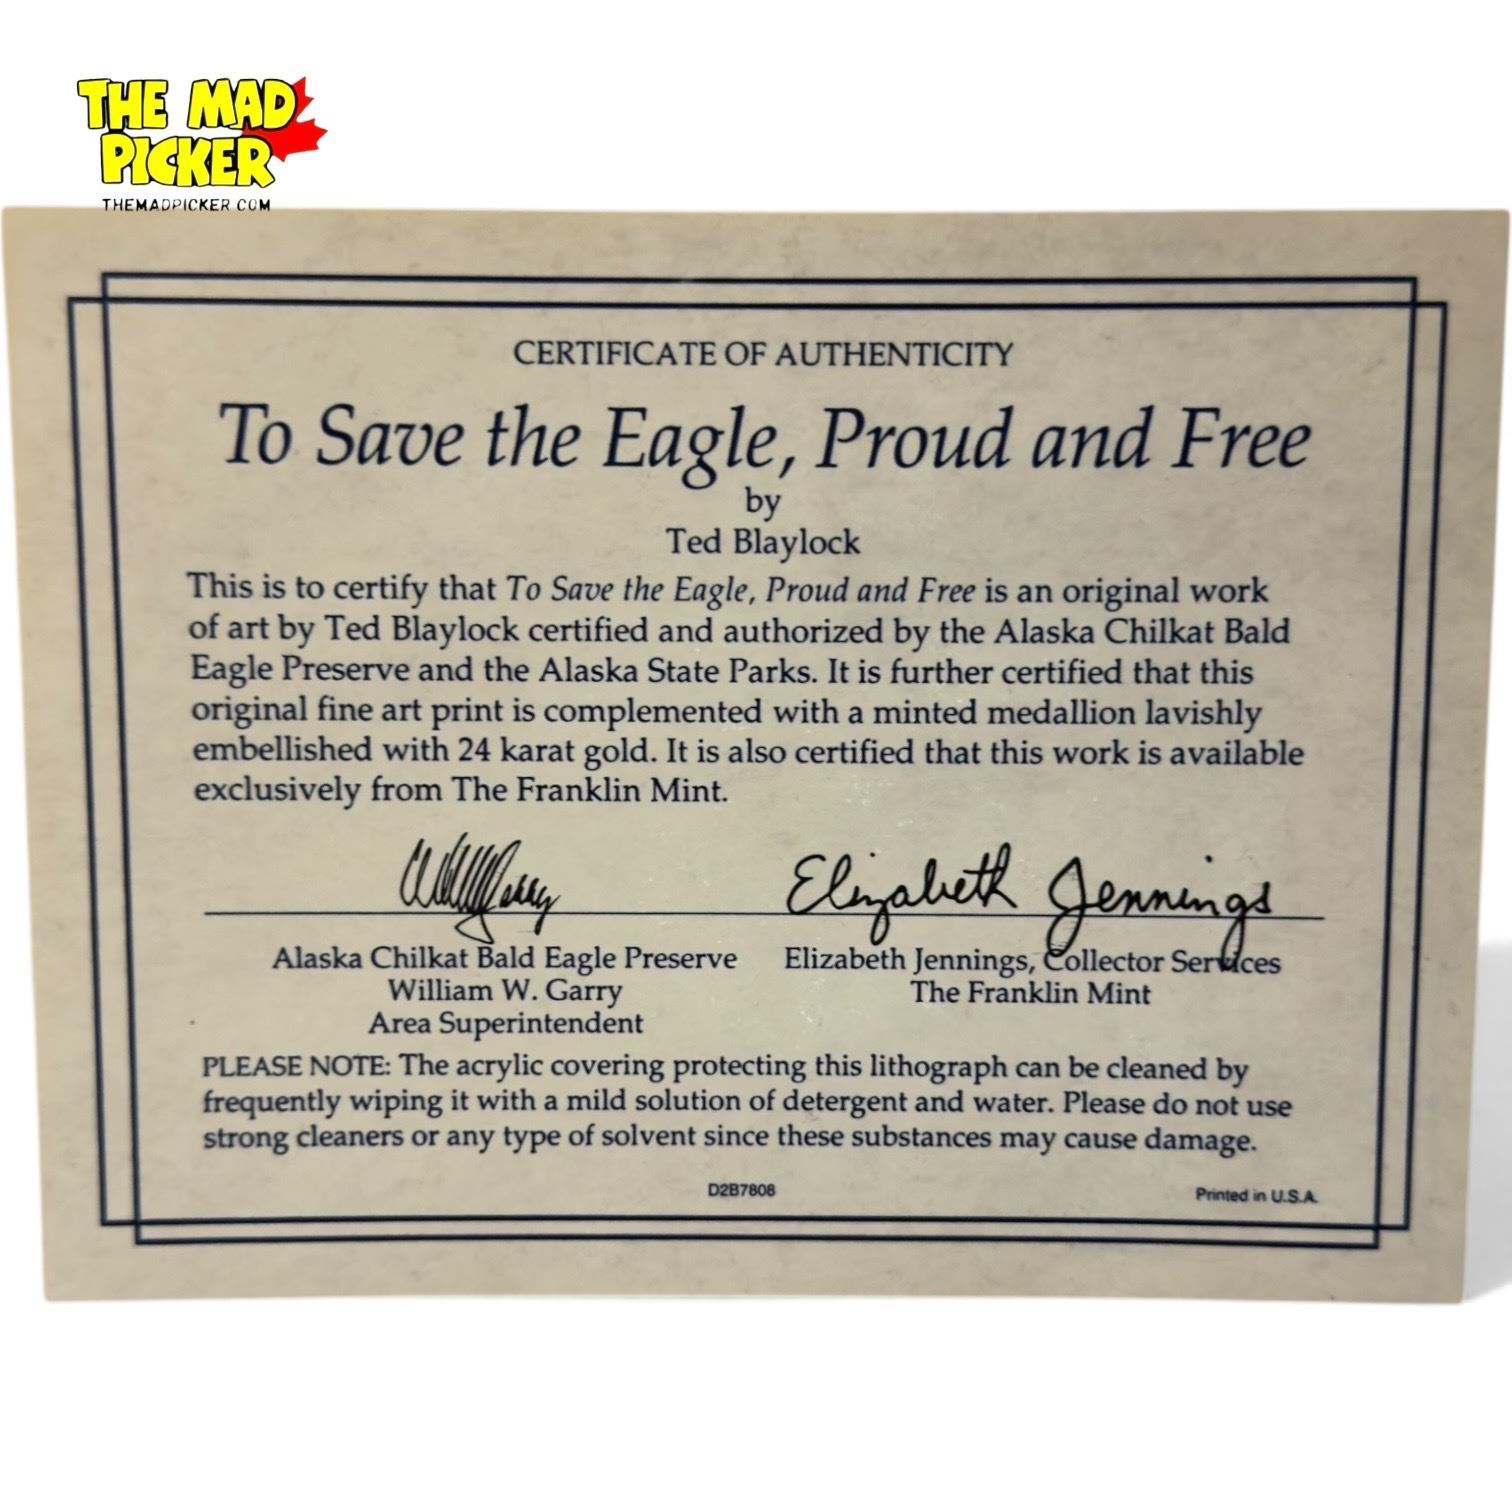 THE MAD
PICKER
THEMADPICKER.COM
CERTIFICATE OF AUTHENTICITY
To Save the Eagle, Proud and Free
by
Ted Blaylock
This is to certify that To Save the Eagle, Proud and Free is an original work
of art by Ted Blaylock certified and authorized by the Alaska Chilkat Bald
Eagle Preserve and the Alaska State Parks. It is further certified that this
original fine art print is complemented with a minted medallion lavishly
embellished with 24 karat gold. It is also certified that this work is available
exclusively from The Franklin Mint.
Elizabeth Jennings
Alaska Chilkat Bald Eagle Preserve
William W. Garry
Area Superintendent
Elizabeth Jennings, Collector Services
The Franklin Mint
PLEASE NOTE: The acrylic covering protecting this lithograph can be cleaned by
frequently wiping it with a mild solution of detergent and water. Please do not use
strong cleaners or any type of solvent since these substances may cause damage.
D2B7808
Printed in U.S.A.